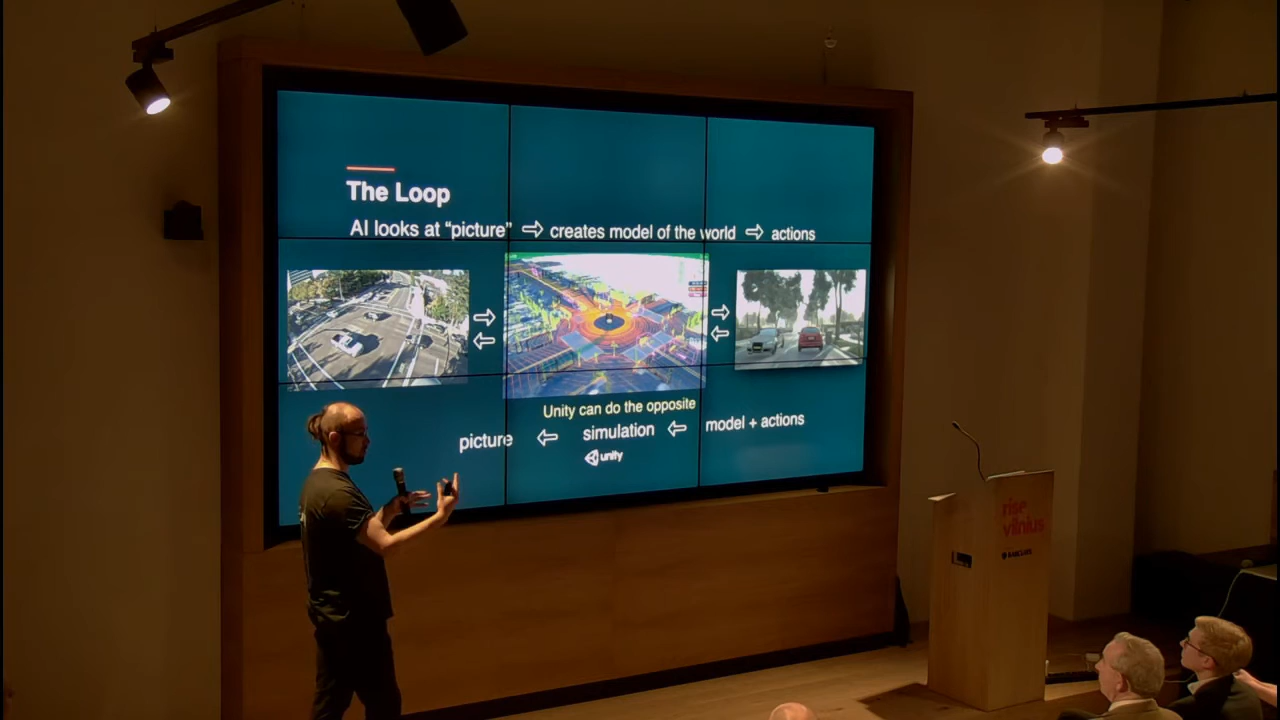 The Loop
AI looks at “picture” ⇨ creates model of the world ⇨ actions
Unity can do the opposite
picture ⇦ simulation ⇦ model + actions
unity
rise
vilnius
BARCLAYS